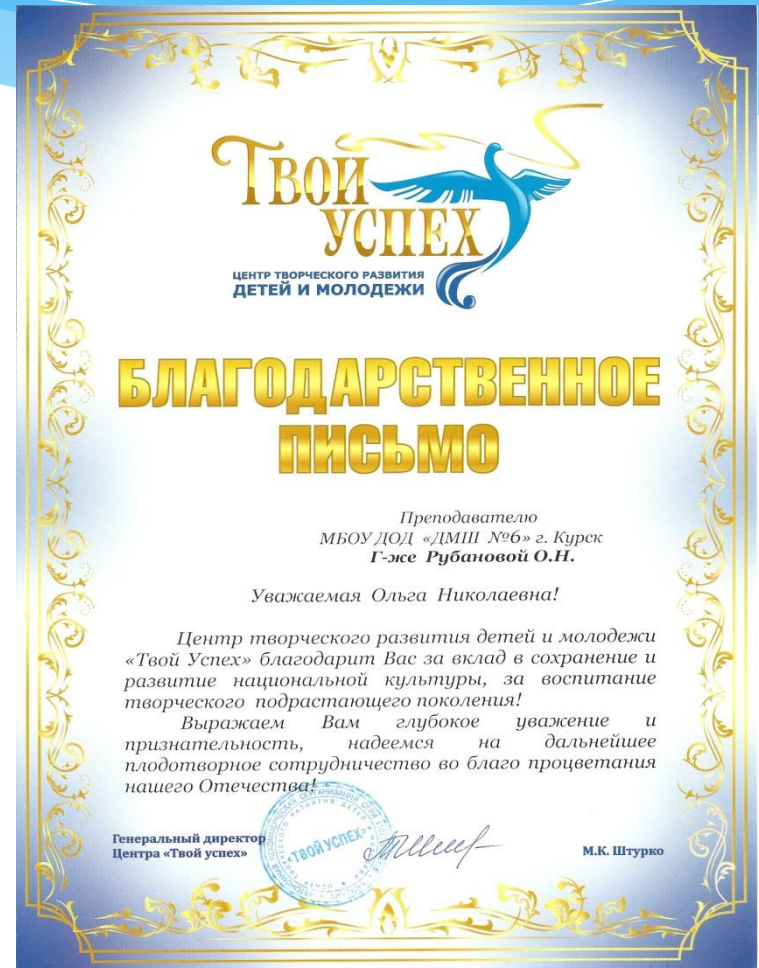 ТВОЙ
УСПЕХ
ЦЕНТР ТВОРЧЕСКОГО РАЗВИТИЯ
ДЕТЕЙ И МОЛОДЕЖИ
БЛАГОДАРСТВЕННОЕ
ПИСЬМО
Преподавателю
МБОУ ДОД «ДМШ №6» г. Курск
Г-же Рубановой О.Н.
Уважаемая Ольга Николаевна!
Центр творческого развития детей и молодежи
«Твой Успех» благодарит Вас за вклад в сохранение и
развитие национальной культуры, за воспитание
творческого подрастающего поколения!
Выражаем Вам глубокое уважение и
признательность, надеемся на дальнейшее
плодотворное сотрудничество во благо процветания
нашего Отечества!
Генеральный директор
Центра «Твой успех»
«ТВОЙ УСПЕХ»
М.К. Штурко